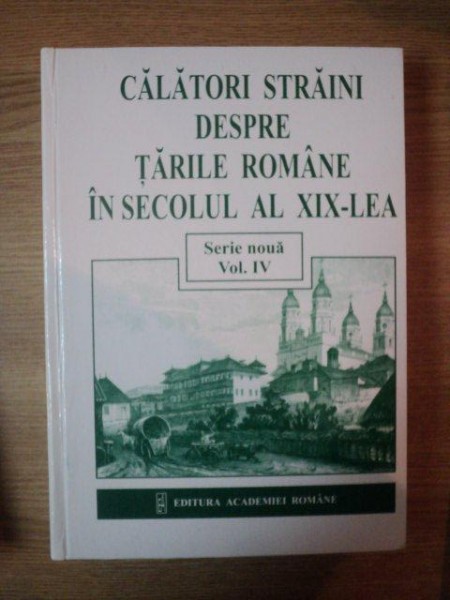 CĂLĂTORI STRĂINI
DESPRE
ȚĂRILE ROMÂNE
ÎN SECOLUL AL XIX-LEA
Serie nouă
Vol. IV
EDITURA ACADEMIEI ROMÂNE